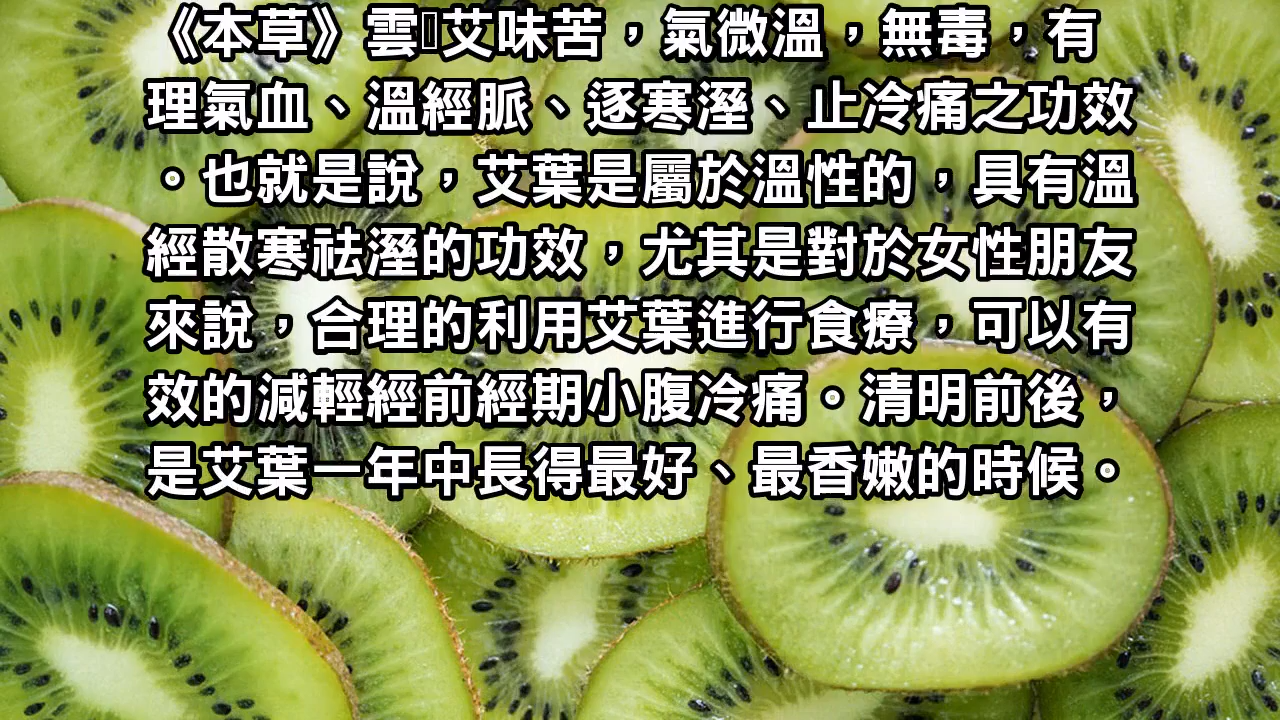 《本草》雲▯艾味苦，氣微溫，無毒，有
理氣血、溫經脈、逐寒溼、止冷痛之功效
。也就是說，艾葉是屬於溫性的，具有溫
經散寒祛溼的功效，尤其是對於女性朋友
來說，合理的利用艾葉進行食療，可以有
效的減輕經前經期小腹冷痛。清明前後，
是艾葉一年中長得最好、最香嫩的時候。